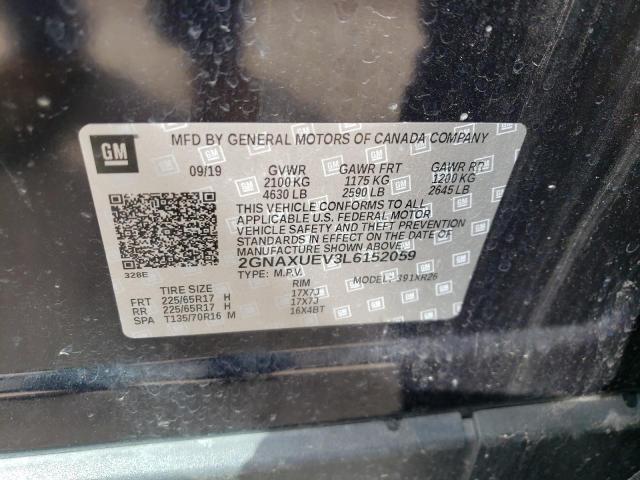 GM
MFD BY GENERAL MOTORS OF CANADA COMPANY
09/19 GVWR GAWR FRT GAWR RR
2100 KG 1175 KG 1200 KG
4630 LB 2590 LB 2645 LB
THIS VEHICLE CONFORMS TO ALL
APPLICABLE U.S. FEDERAL MOTOR
VEHICLE SAFETY AND THEFT PREVENTION
STANDARDS IN EFFECT ON THE DATE OF
MANUFACTURE SHOWN ABOVE.
2GNAXUEV3L6152059
328E
TYPE: M.P.V. MODEL: 391XR26
TIRE SIZE RIM
FRT 225/65R17 H 17X7J
RR 225/65R17 H 17X7J
SPA T135/70R16 M 16X4BT